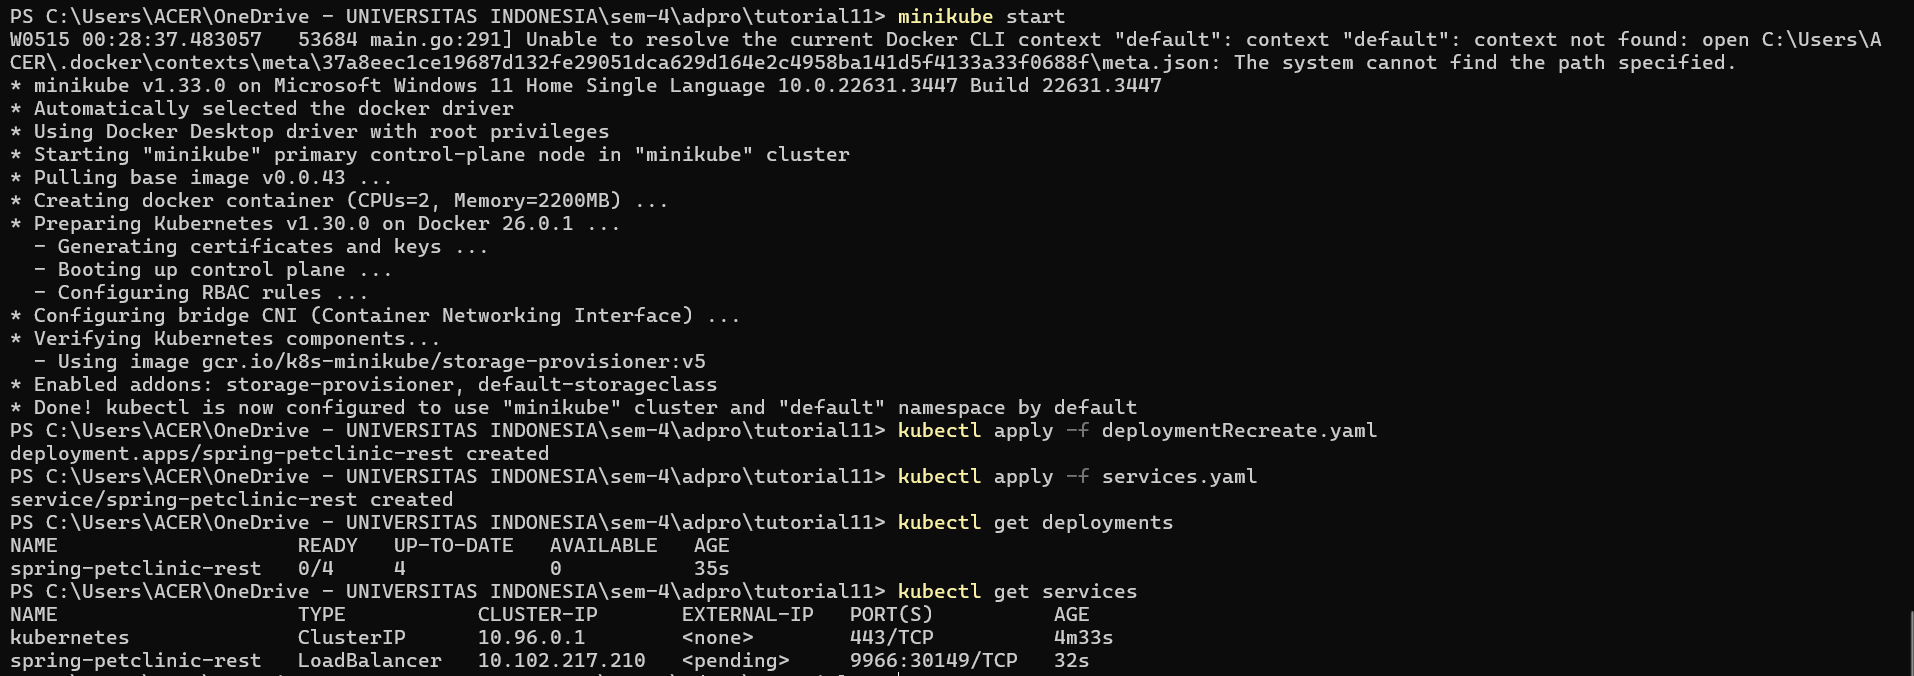 PS C:\Users\ACER\OneDrive - UNIVERSITAS INDONESIA\sem-4\adpro\tutorial11> minikube start
W0515 00:28:37.483057   53684 main.go:291] Unable to resolve the current Docker CLI context "default": context "default": context not found: open C:\Users\A
CER\.docker\contexts\meta\37a8eec1ce19687d132fe29051dca629d164e2c4958ba141d5f4133a33f0688f\meta.json: The system cannot find the path specified.
* minikube v1.33.0 on Microsoft Windows 11 Home Single Language 10.0.22631.3447 Build 22631.3447
* Automatically selected the docker driver
* Using Docker Desktop driver with root privileges
* Starting "minikube" primary control-plane node in "minikube" cluster
* Pulling base image v0.0.43 ...
* Creating docker container (CPUs=2, Memory=2200MB) ...
* Preparing Kubernetes v1.30.0 on Docker 26.0.1 ...
  - Generating certificates and keys ...
  - Booting up control plane ...
  - Configuring RBAC rules ...
* Configuring bridge CNI (Container Networking Interface) ...
* Verifying Kubernetes components...
  - Using image gcr.io/k8s-minikube/storage-provisioner:v5
* Enabled addons: storage-provisioner, default-storageclass
* Done! kubectl is now configured to use "minikube" cluster and "default" namespace by default
PS C:\Users\ACER\OneDrive - UNIVERSITAS INDONESIA\sem-4\adpro\tutorial11> kubectl apply -f deploymentRecreate.yaml
deployment.apps/spring-petclinic-rest created
PS C:\Users\ACER\OneDrive - UNIVERSITAS INDONESIA\sem-4\adpro\tutorial11> kubectl apply -f services.yaml
service/spring-petclinic-rest created
PS C:\Users\ACER\OneDrive - UNIVERSITAS INDONESIA\sem-4\adpro\tutorial11> kubectl get deployments
NAME                    READY   UP-TO-DATE   AVAILABLE   AGE
spring-petclinic-rest   0/4     4            0           35s
PS C:\Users\ACER\OneDrive - UNIVERSITAS INDONESIA\sem-4\adpro\tutorial11> kubectl get services
NAME                    TYPE           CLUSTER-IP       EXTERNAL-IP   PORT(S)          AGE
kubernetes              ClusterIP      10.96.0.1        <none>        443/TCP          4m33s
spring-petclinic-rest   LoadBalancer   10.102.217.210   <pending>     9966:30149/TCP   32s